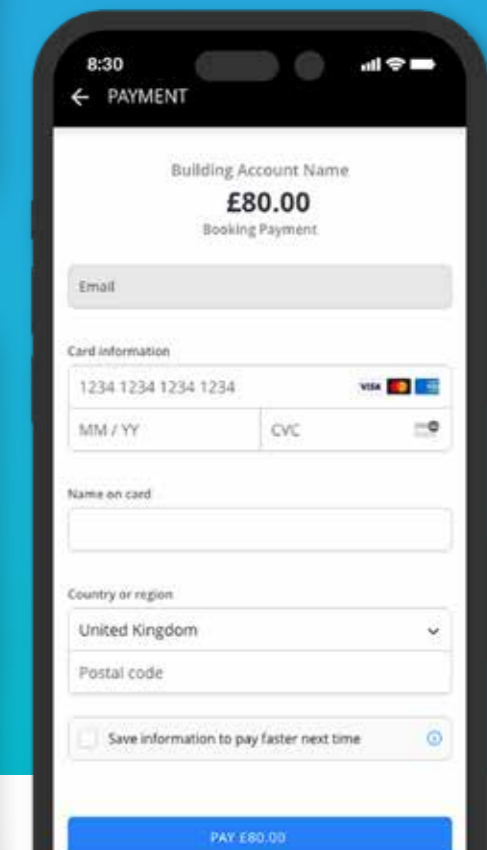 8:30
← PAYMENT
Building Account Name
£80.00
Booking Payment
Email
Card information
1234 1234 1234 1234 VISA
MM / YY CVC
Name on card
Country or region
United Kingdom
Postal code
Save information to pay faster next time
PAY £80.00